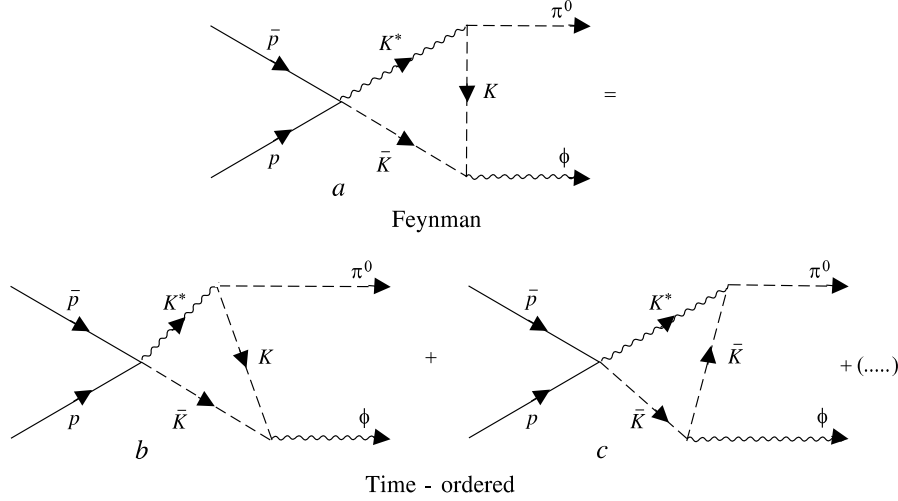 π⁰
p̄
K*
K
=
p
K̄
ϕ
a
Feynman
π⁰
p̄
K*
K
p
K̄
ϕ
b
+
π⁰
p̄
K*
K̄
p
K̄
ϕ
c
+ (.....)
Time - ordered